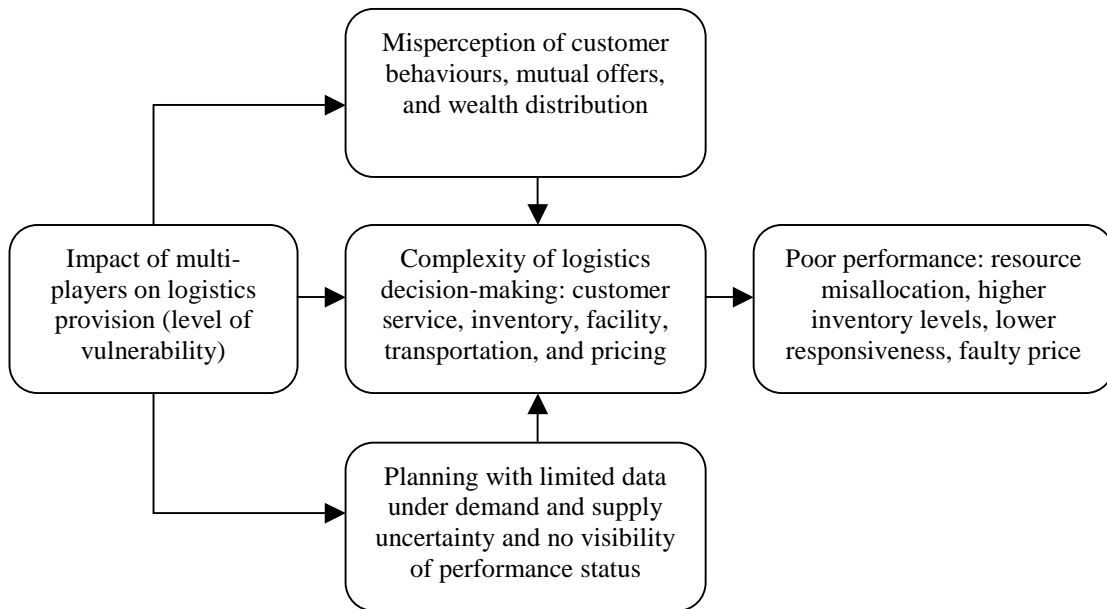 Misperception of customer
behaviours, mutual offers,
and wealth distribution
Impact of multi-
players on logistics
provision (level of
vulnerability)
Complexity of logistics
decision-making: customer
service, inventory, facility,
transportation, and pricing
Poor performance: resource
misallocation, higher
inventory levels, lower
responsiveness, faulty price
Planning with limited data
under demand and supply
uncertainty and no visibility
of performance status